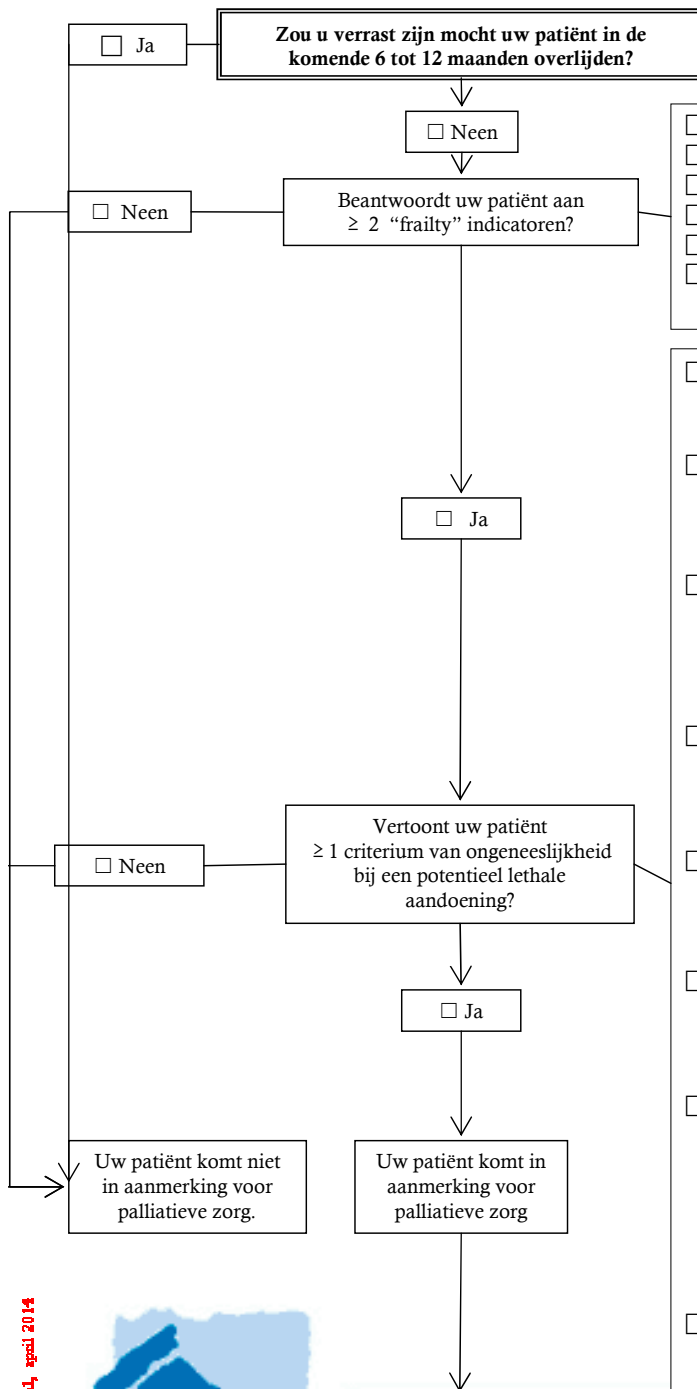 ☐ Ja
Zou u verrast zijn mocht uw patiënt in de
komende 6 tot 12 maanden overlijden?
☐ Neen
☐ Neen
Beantwoordt uw patiënt aan
≥ 2 “frailty” indicatoren?
☐ Ja
Vertoont uw patiënt
≥ 1 criterium van ongeneeslijkheid
bij een potentieel lethale
aandoening?
☐ Neen
☐ Ja
Uw patiënt komt niet
in aanmerking voor
palliatieve zorg.
Uw patiënt komt in
aanmerking voor
palliatieve zorg
april 2014